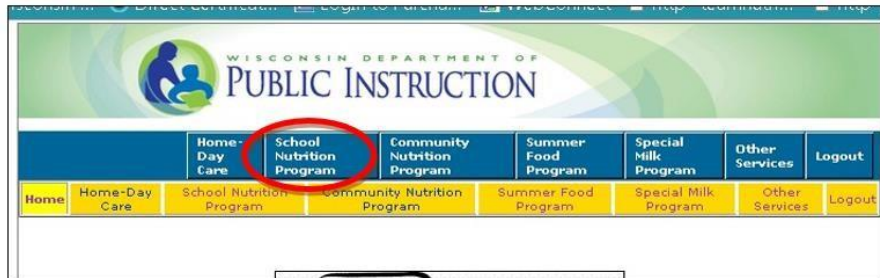 WISCONSIN DEPARTMENT OF
PUBLIC INSTRUCTION
Home-Day Care School Nutrition Program Community Nutrition Program Summer Food Program Special Milk Program Other Services Logout
Home Home-Day Care School Nutrition Program Community Nutrition Program Summer Food Program Special Milk Program Other Services Logout